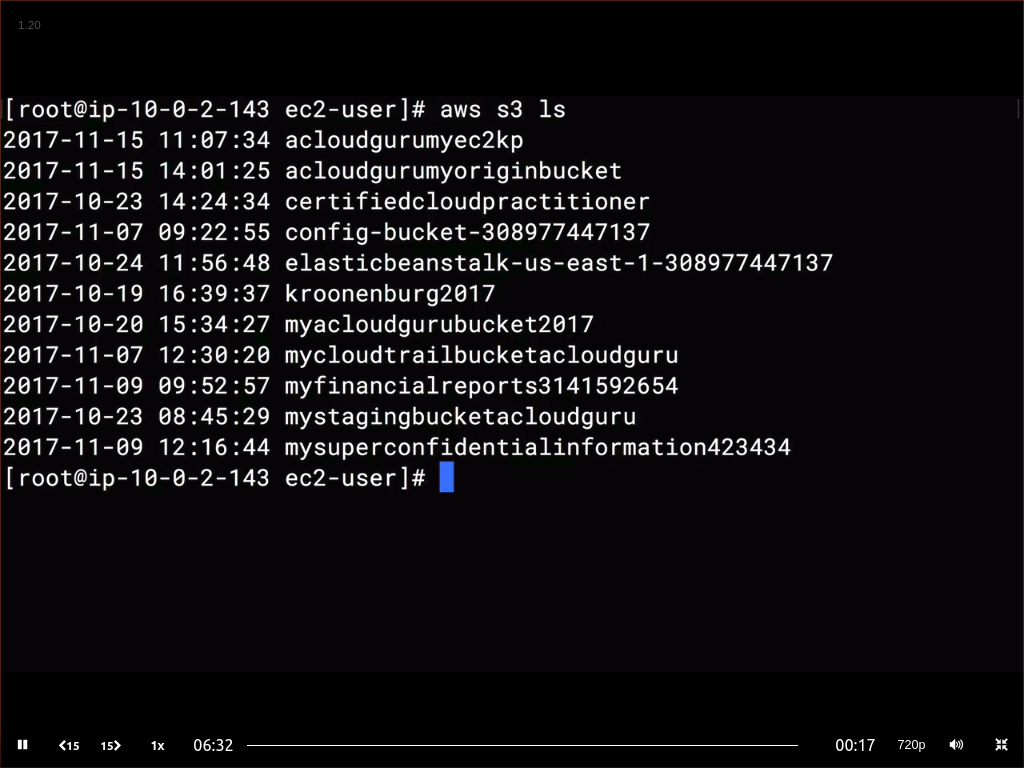 1.20
[root@ip-10-0-2-143 ec2-user]# aws s3 ls
2017-11-15 11:07:34 acloudgurumyec2kp
2017-11-15 14:01:25 acloudgurumyoriginbucket
2017-10-23 14:24:34 certifiedcloudpractitioner
2017-11-07 09:22:55 config-bucket-308977447137
2017-10-24 11:56:48 elasticbeanstalk-us-east-1-308977447137
2017-10-19 16:39:37 kroonenburg2017
2017-10-20 15:34:27 myacloudgurubucket2017
2017-11-07 12:30:20 mycloudtrailbucketacloudguru
2017-11-09 09:52:57 myfinancialreports3141592654
2017-10-23 08:45:29 mystagingbucketacloudguru
2017-11-09 12:16:44 mysuperconfidentialinformation423434
[root@ip-10-0-2-143 ec2-user]#
15 15 1x 06:32 00:17 720p